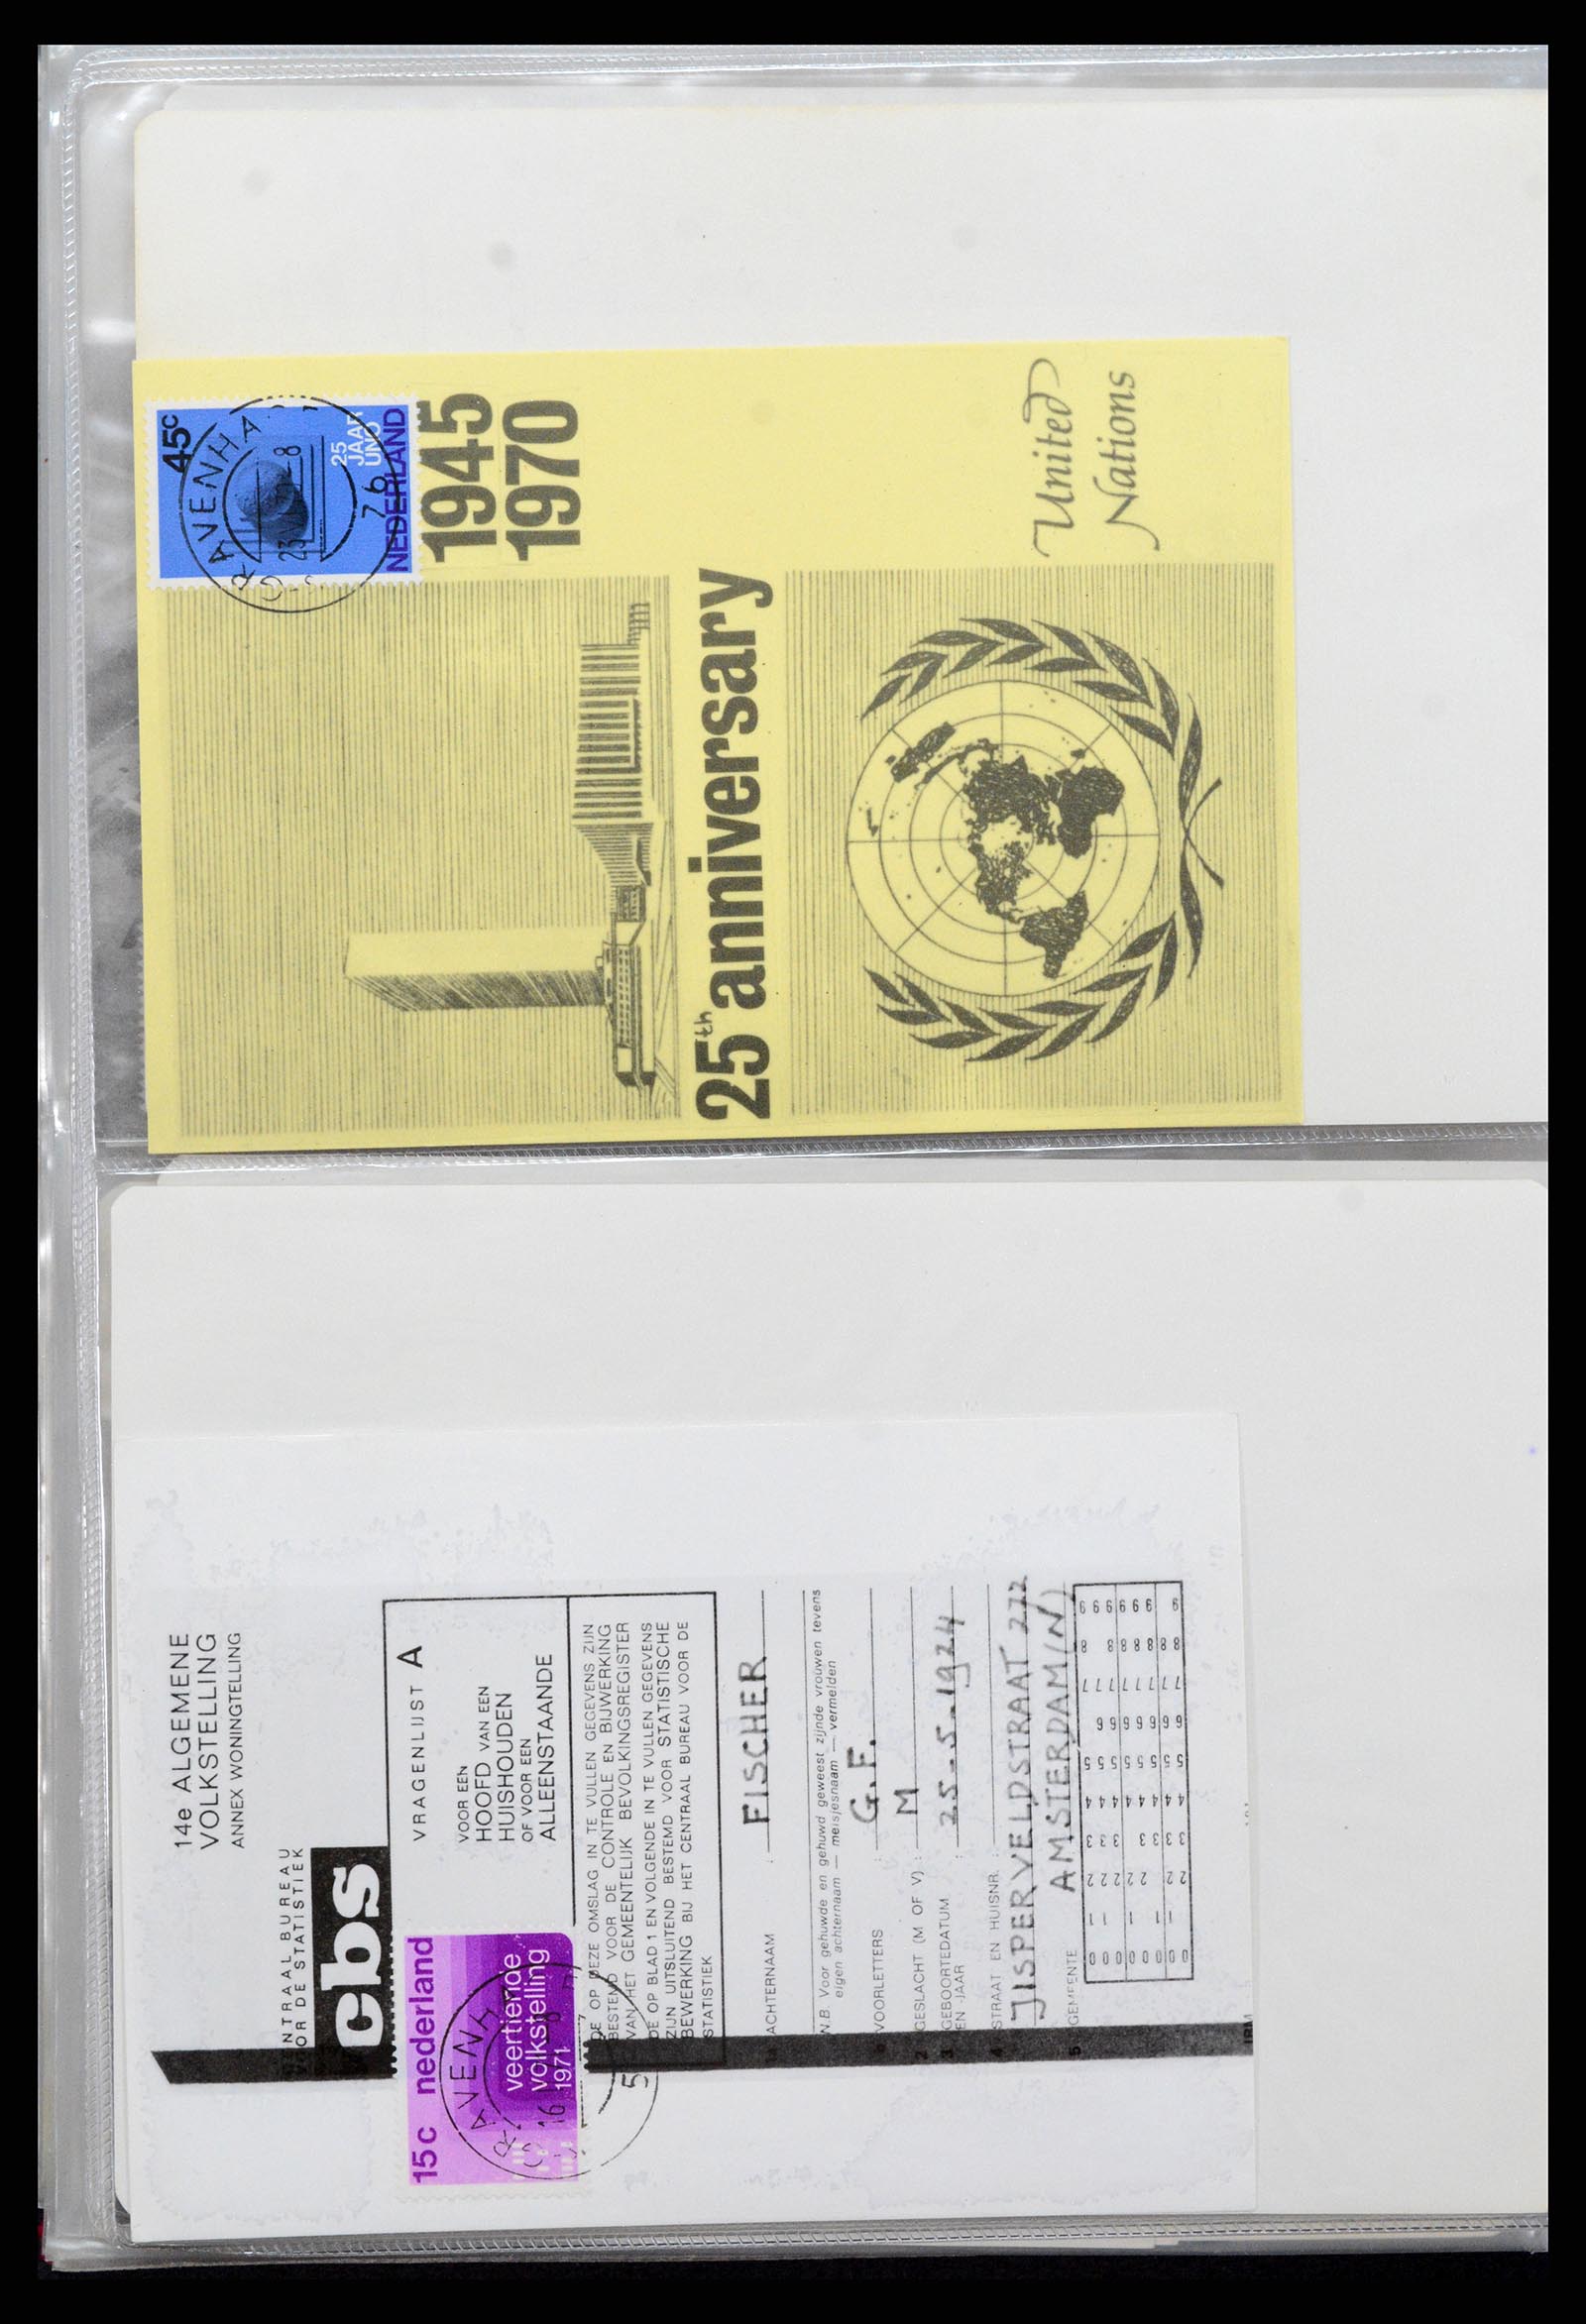 45c
25
JAAR
UNO
NEDERLAND
1945
1970
25th anniversary
United
Nations
14e ALGEMENE
VOLKSTELLING
ANNEX WONINGTELLING
VOOR DE STATISTIEK
cbs
VRAGENLIJST A
VOOR EEN
HOOFD VAN EEN
HUISHOUDEN
OF VOOR EEN
ALLEENSTAANDE
15c nederland
veertiende
volkstelling
1971
DE OP DEZE OMSLAG IN TE VULLEN GEGEVENS ZIJN
BESTEMD VOOR DE CONTROLE EN BIJWERKING
VAN HET GEMEENTELIJK BEVOLKINGSREGISTER
DE OP BLAD 1 EN VOLGENDE IN TE VULLEN GEGEVENS
ZIJN UITSLUITEND BESTEMD VOOR STATISTISCHE
BEWERKING BIJ HET CENTRAAL BUREAU VOOR DE
STATISTIEK
ACHTERNAAM : FISCHER
N.B. Voor gehuwde en gehuwd geweest zijnde vrouwen tevens
eigen achternaam — meisjesnaam — vermelden
VOORLETTERS : G.F.
2 GESLACHT (M OF V) : M
3 GEBOORTEDATUM
EN -JAAR : 25-5-1924
4 STRAAT EN HUISNR. :
JISPERVELDSTRAAT 272
5 GEMEENTE AMSTERDAM (N)